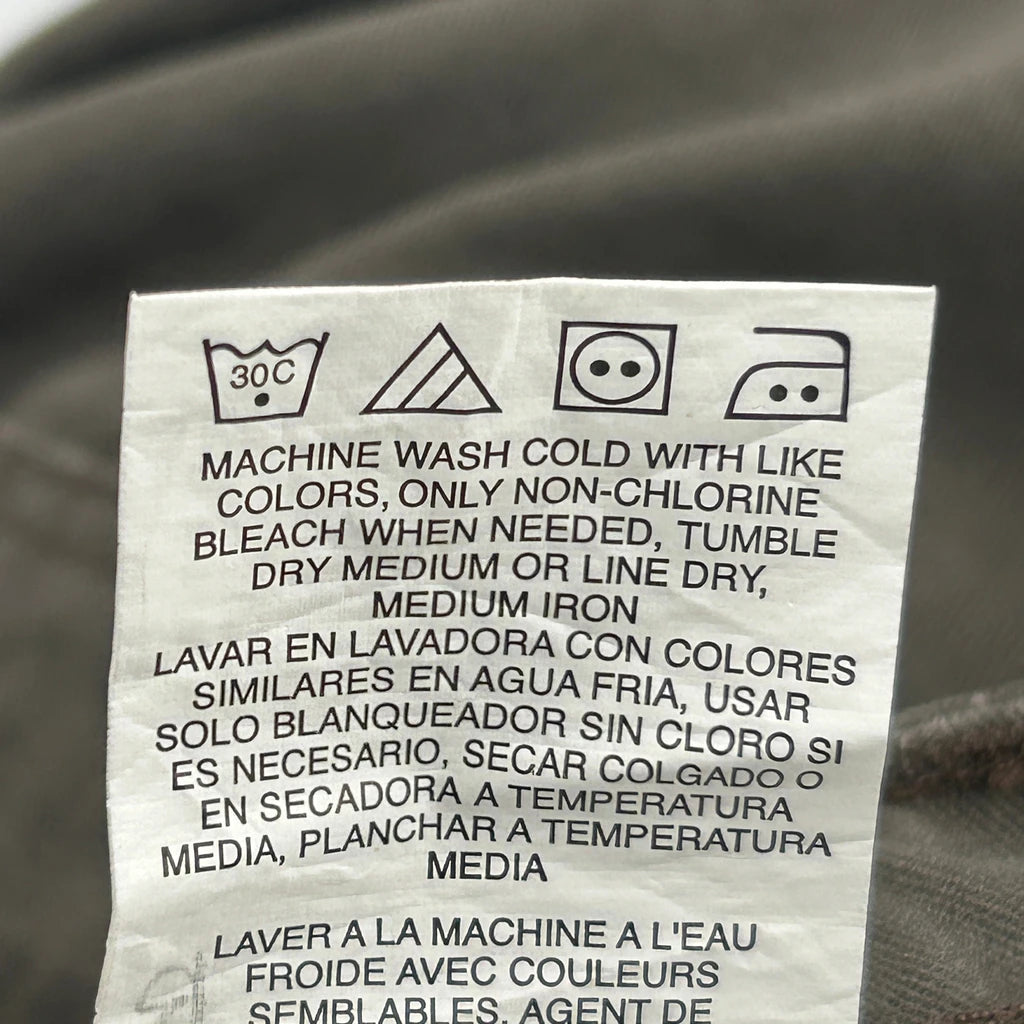 30C
MACHINE WASH COLD WITH LIKE
COLORS, ONLY NON-CHLORINE
BLEACH WHEN NEEDED, TUMBLE
DRY MEDIUM OR LINE DRY,
MEDIUM IRON
LAVAR EN LAVADORA CON COLORES
SIMILARES EN AGUA FRIA, USAR
SOLO BLANQUEADOR SIN CLORO SI
ES NECESARIO, SECAR COLGADO O
EN SECADORA A TEMPERATURA
MEDIA, PLANCHAR A TEMPERATURA
MEDIA
LAVER A LA MACHINE A L'EAU
FROIDE AVEC COULEURS
SEMBLABLES, AGENT DE